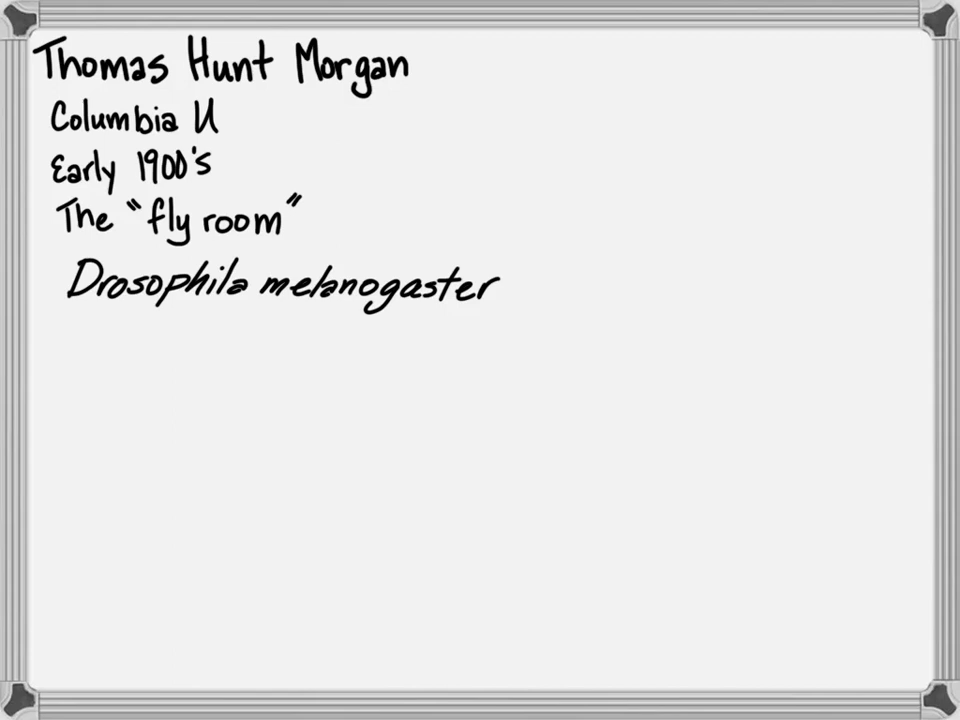 Thomas Hunt Morgan
Columbia U
Early 1900's
The "fly room"
Drosophila melanogaster